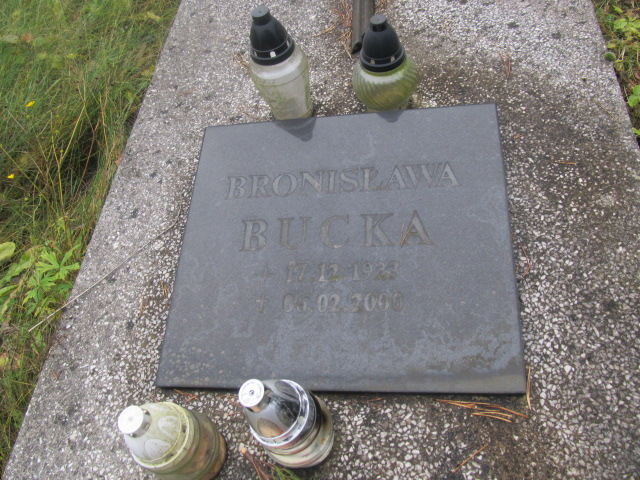 BRONISŁAWA
BUCKA
17.12.1923
† 06.02.2000